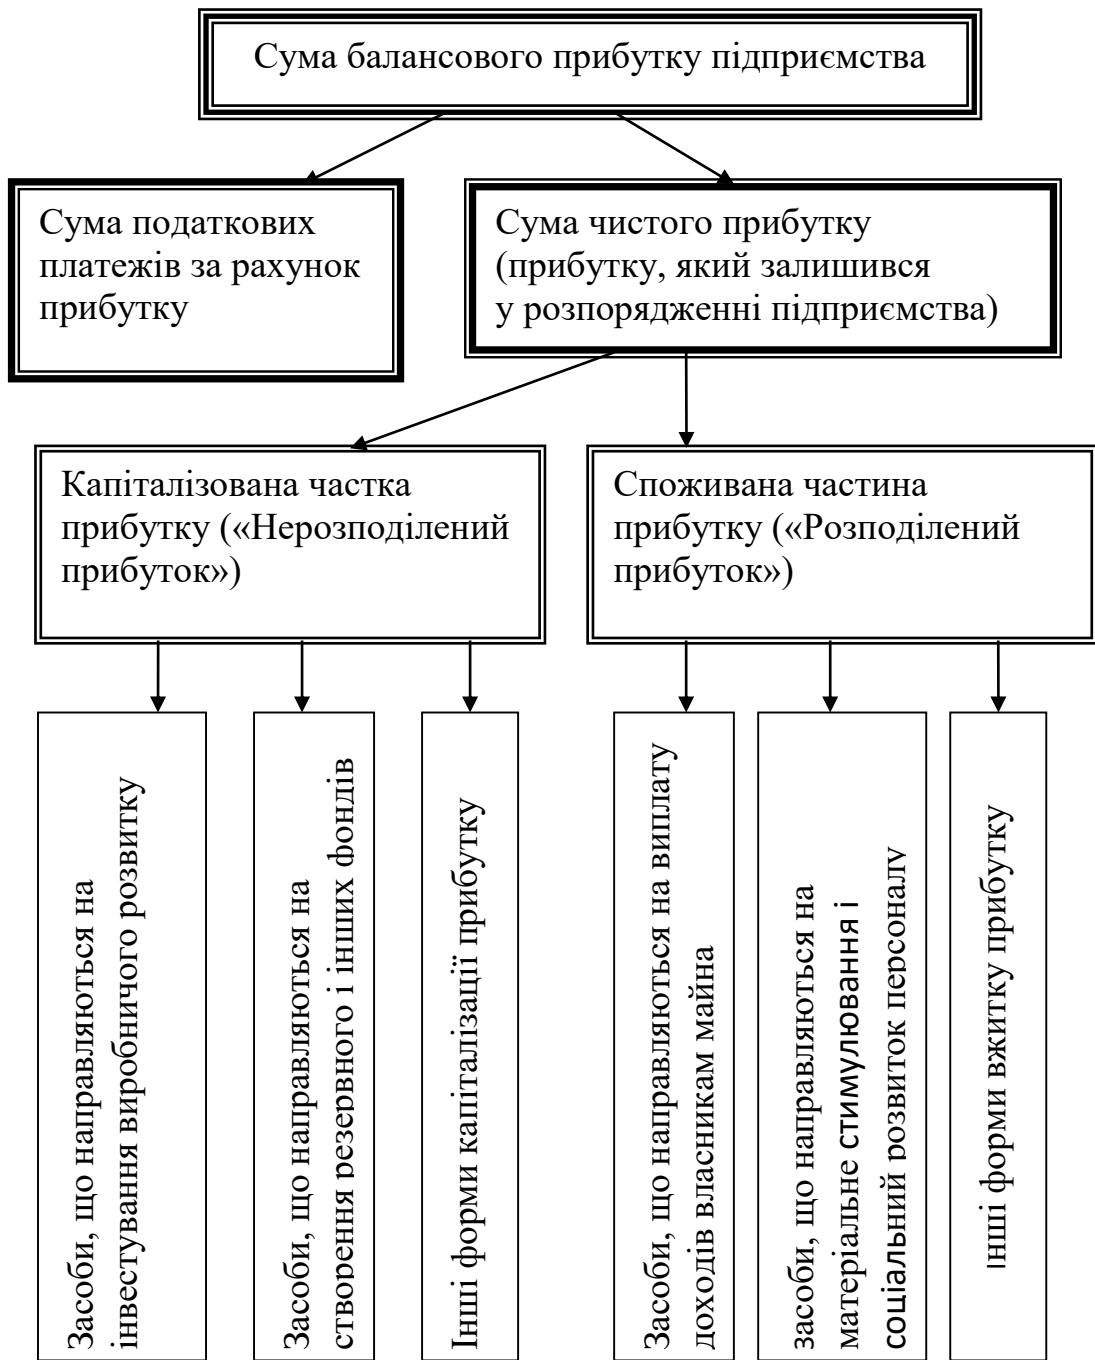 Сума балансового прибутку підприємства
Сума податкових
платежів за рахунок
прибутку
Сума чистого прибутку
(прибутку, який залишився
у розпорядженні підприємства)
Капіталізована частка
прибутку («Нерозподілений
прибуток»)
Споживана частина
прибутку («Розподілений
прибуток»)
Засоби, що направляються на
інвестування виробничого розвитку
Засоби, що направляються на
створення резервного і інших фондів
Інші форми капіталізації прибутку
Засоби, що направляються на виплату
доходів власникам майна
засоби, що направляються на
матеріальне стимулювання і
соціальний розвиток персоналу
Інші форми вжитку прибутку